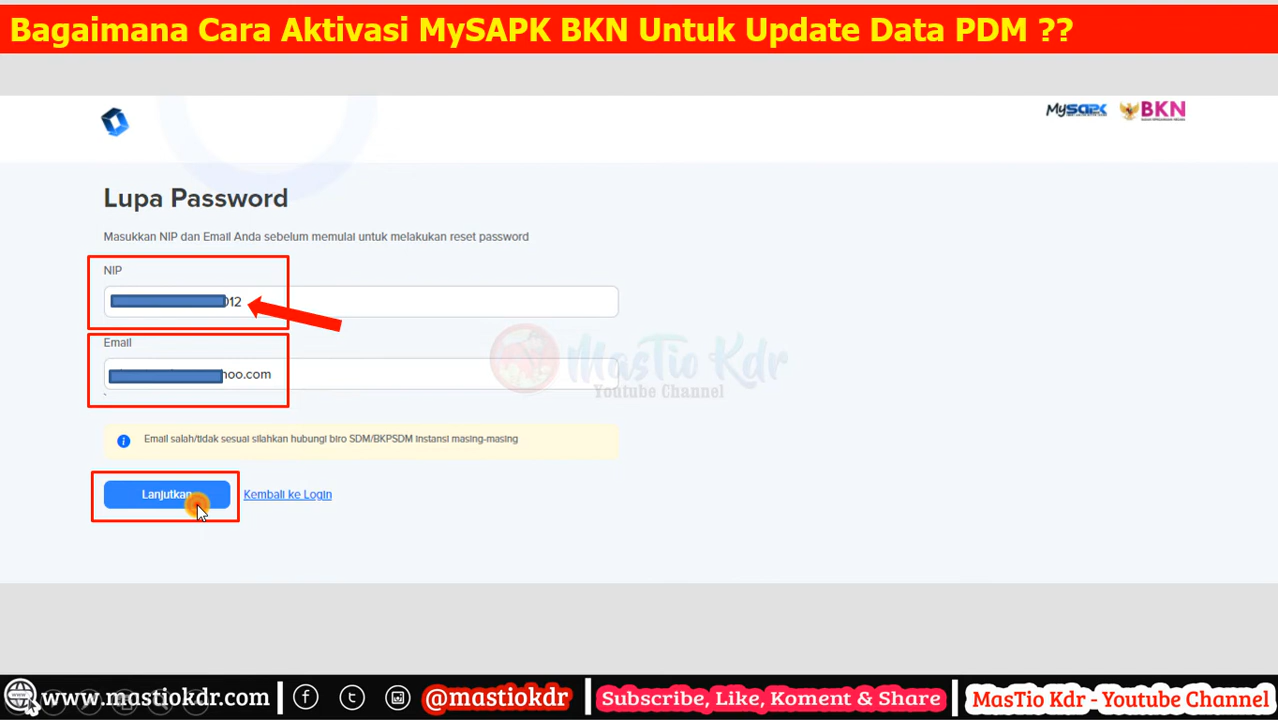 Bagaimana Cara Aktivasi MySAPK BKN Untuk Update Data PDM ??
MySAPK BKN
Lupa Password
Masukkan NIP dan Email Anda sebelum memulai untuk melakukan reset password
NIP
012
Email
hoo.com
MasTio Kdr
Youtube Channel
Email salah/tidak sesuai silahkan hubungi biro SDM/BKPSDM instansi masing-masing
Lanjutkan Kembali ke Login
www.mastiokdr.com @mastiokdr Subscribe, Like, Koment & Share MasTio Kdr - Youtube Channel